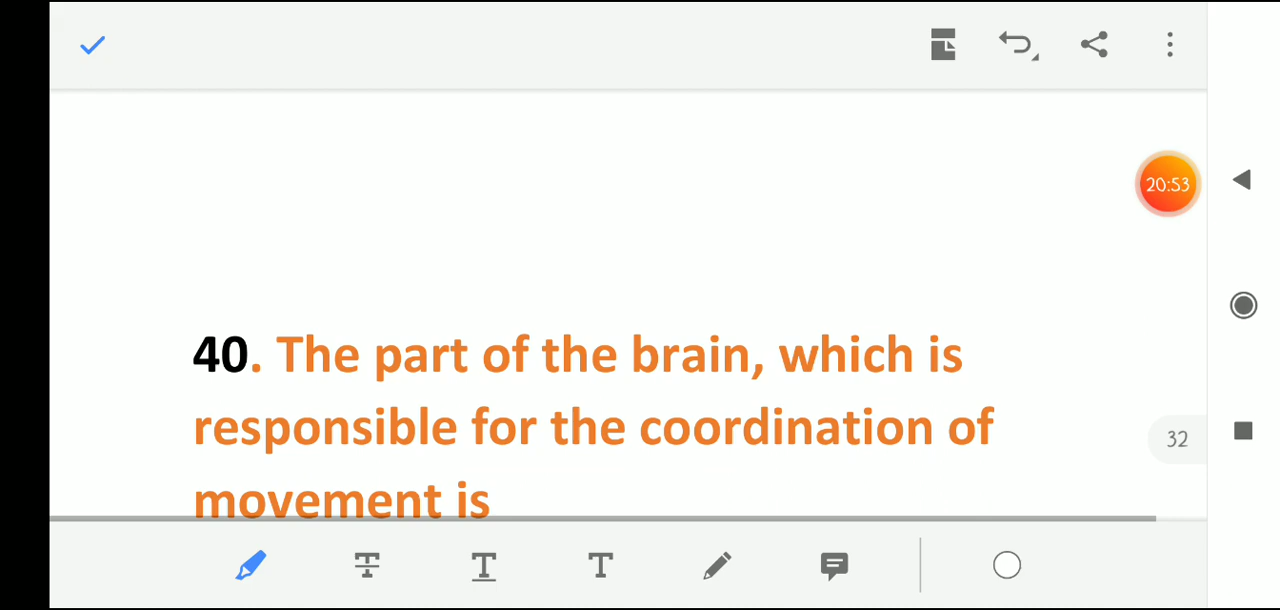 20:53
40. The part of the brain, which is
responsible for the coordination of
32
movement is